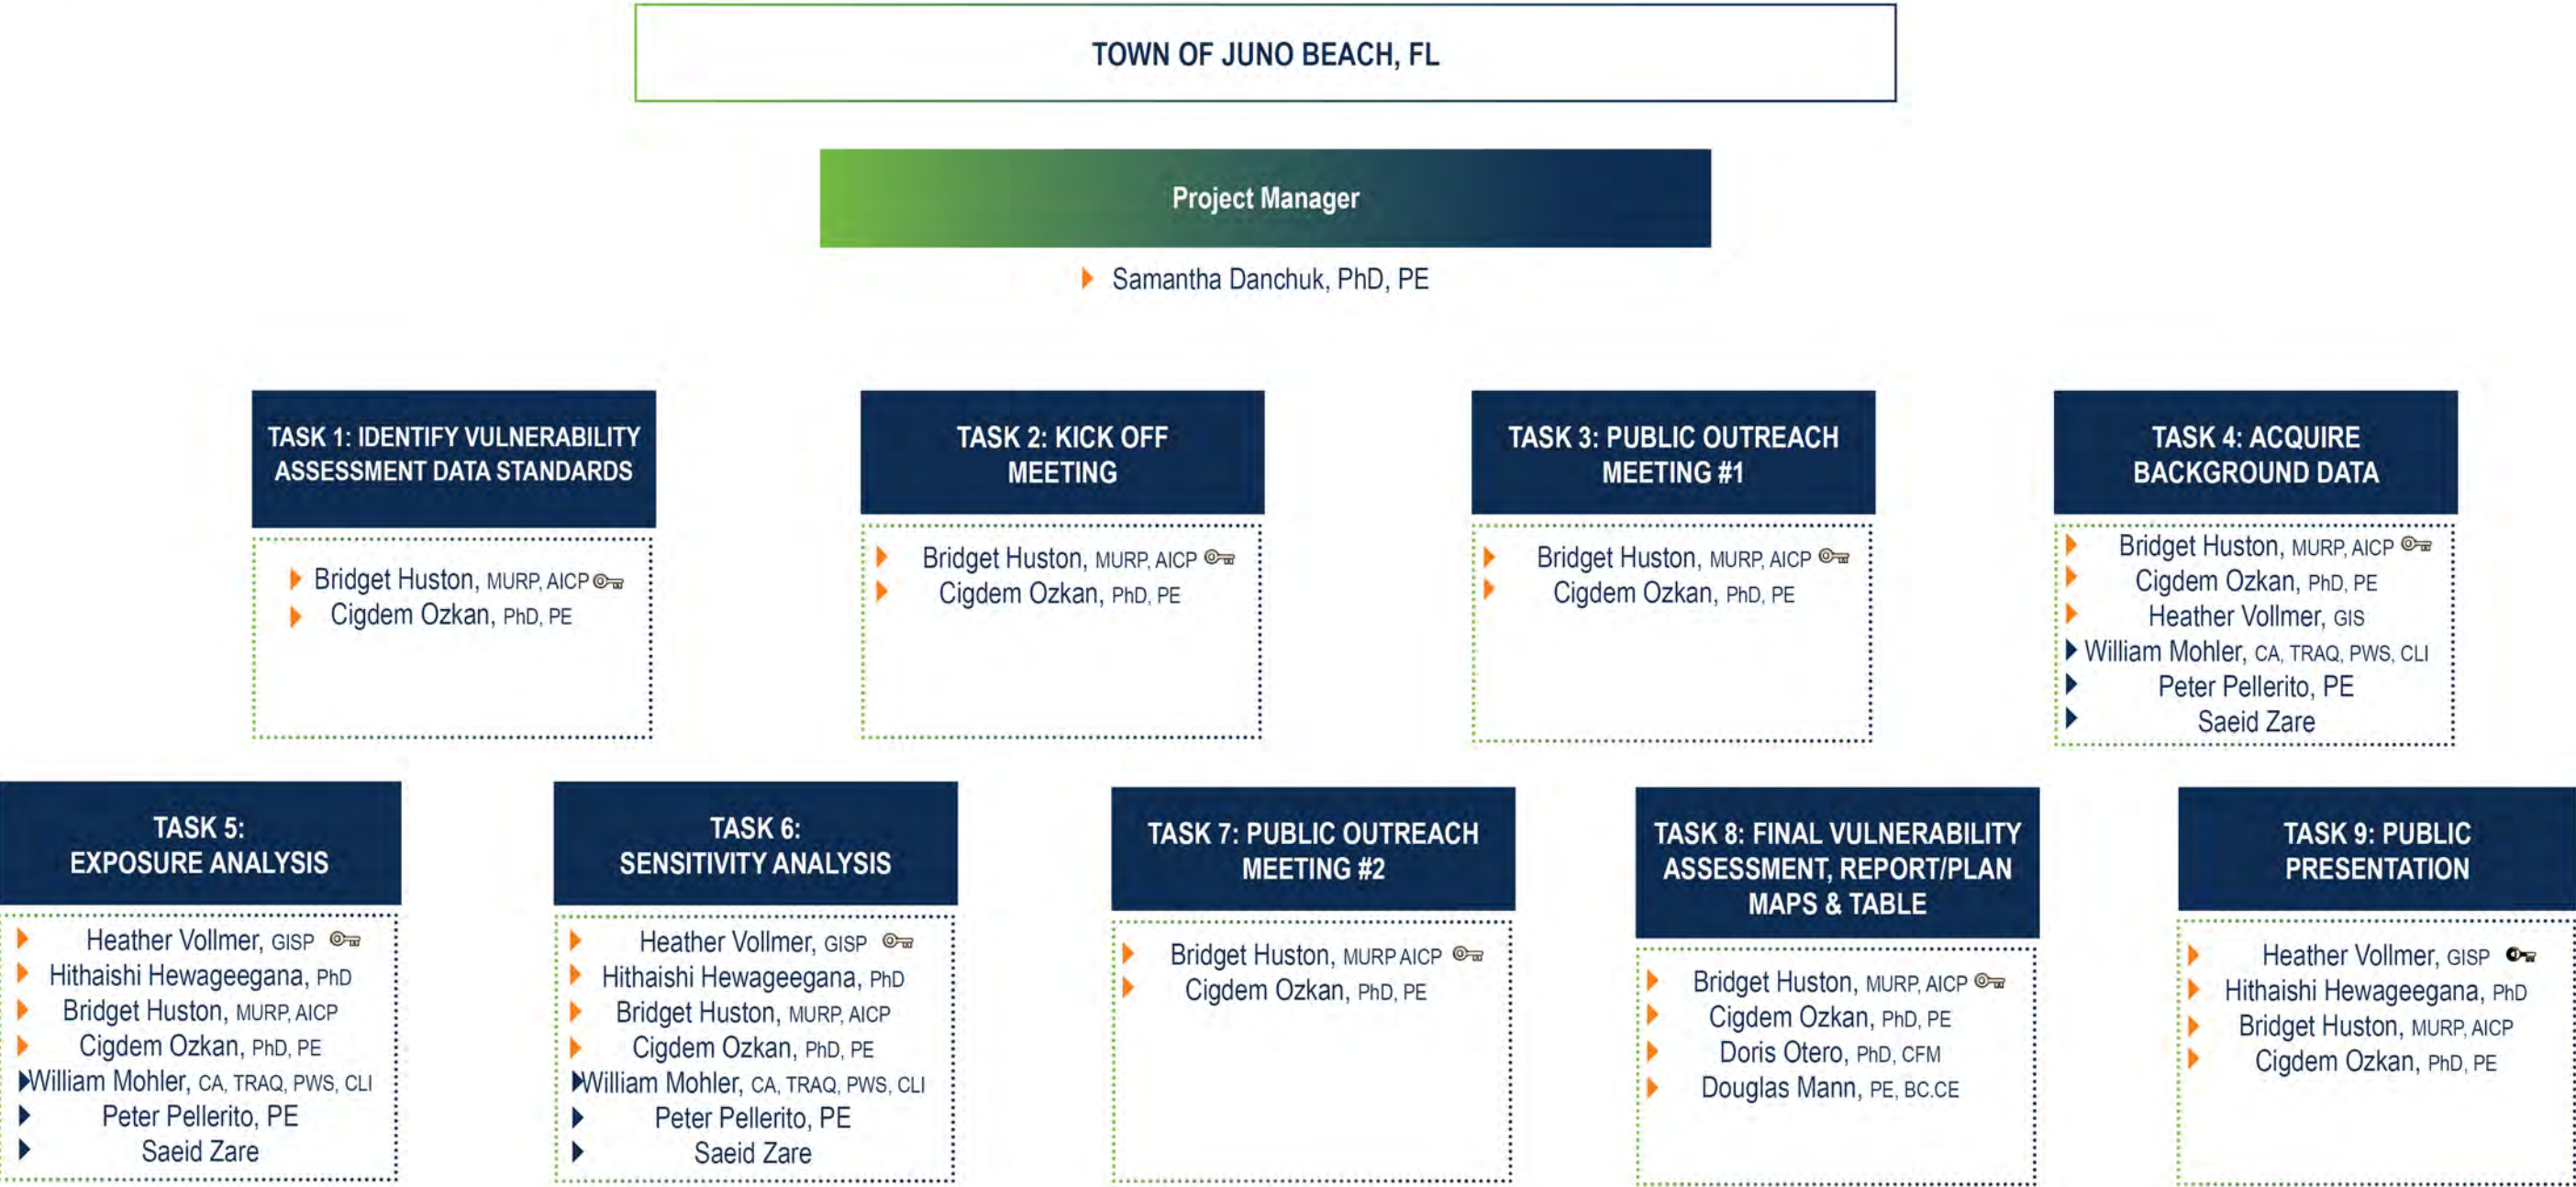 TOWN OF JUNO BEACH, FL
Project Manager
Samantha Danchuk, PhD, PE
TASK 1: IDENTIFY VULNERABILITY
ASSESSMENT DATA STANDARDS
Bridget Huston, MURP, AICP
Cigdem Ozkan, PhD, PE
TASK 2: KICK OFF
MEETING
Bridget Huston, MURP, AICP
Cigdem Ozkan, PhD, PE
TASK 3: PUBLIC OUTREACH
MEETING #1
Bridget Huston, MURP, AICP
Cigdem Ozkan, PhD, PE
TASK 4: ACQUIRE
BACKGROUND DATA
Bridget Huston, MURP, AICP
Cigdem Ozkan, PhD, PE
Heather Vollmer, GIS
William Mohler, CA, TRAQ, PWS, CLI
Peter Pellerito, PE
Saeid Zare
TASK 5:
EXPOSURE ANALYSIS
Heather Vollmer, GISP
Hithaishi Hewageegana, PhD
Bridget Huston, MURP, AICP
Cigdem Ozkan, PhD, PE
William Mohler, CA, TRAQ, PWS, CLI
Peter Pellerito, PE
Saeid Zare
TASK 6:
SENSITIVITY ANALYSIS
Heather Vollmer, GISP
Hithaishi Hewageegana, PhD
Bridget Huston, MURP, AICP
Cigdem Ozkan, PhD, PE
William Mohler, CA, TRAQ, PWS, CLI
Peter Pellerito, PE
Saeid Zare
TASK 7: PUBLIC OUTREACH
MEETING #2
Bridget Huston, MURP AICP
Cigdem Ozkan, PhD, PE
TASK 8: FINAL VULNERABILITY
ASSESSMENT, REPORT/PLAN
MAPS & TABLE
Bridget Huston, MURP, AICP
Cigdem Ozkan, PhD, PE
Doris Otero, PhD, CFM
Douglas Mann, PE, BC.CE
TASK 9: PUBLIC
PRESENTATION
Heather Vollmer, GISP
Hithaishi Hewageegana, PhD
Bridget Huston, MURP, AICP
Cigdem Ozkan, PhD, PE